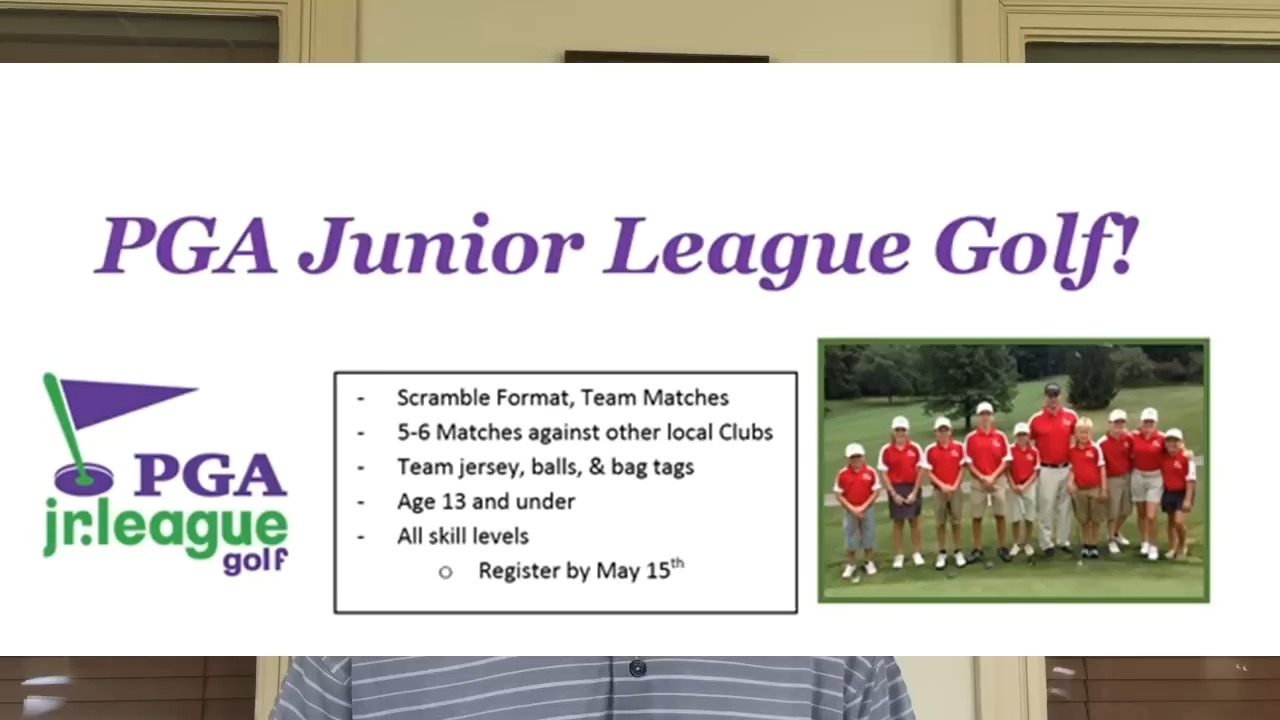 PGA Junior League Golf!
PGA
jr.league
golf
- Scramble Format, Team Matches
- 5-6 Matches against other local Clubs
- Team jersey, balls, & bag tags
- Age 13 and under
- All skill levels
o Register by May 15th